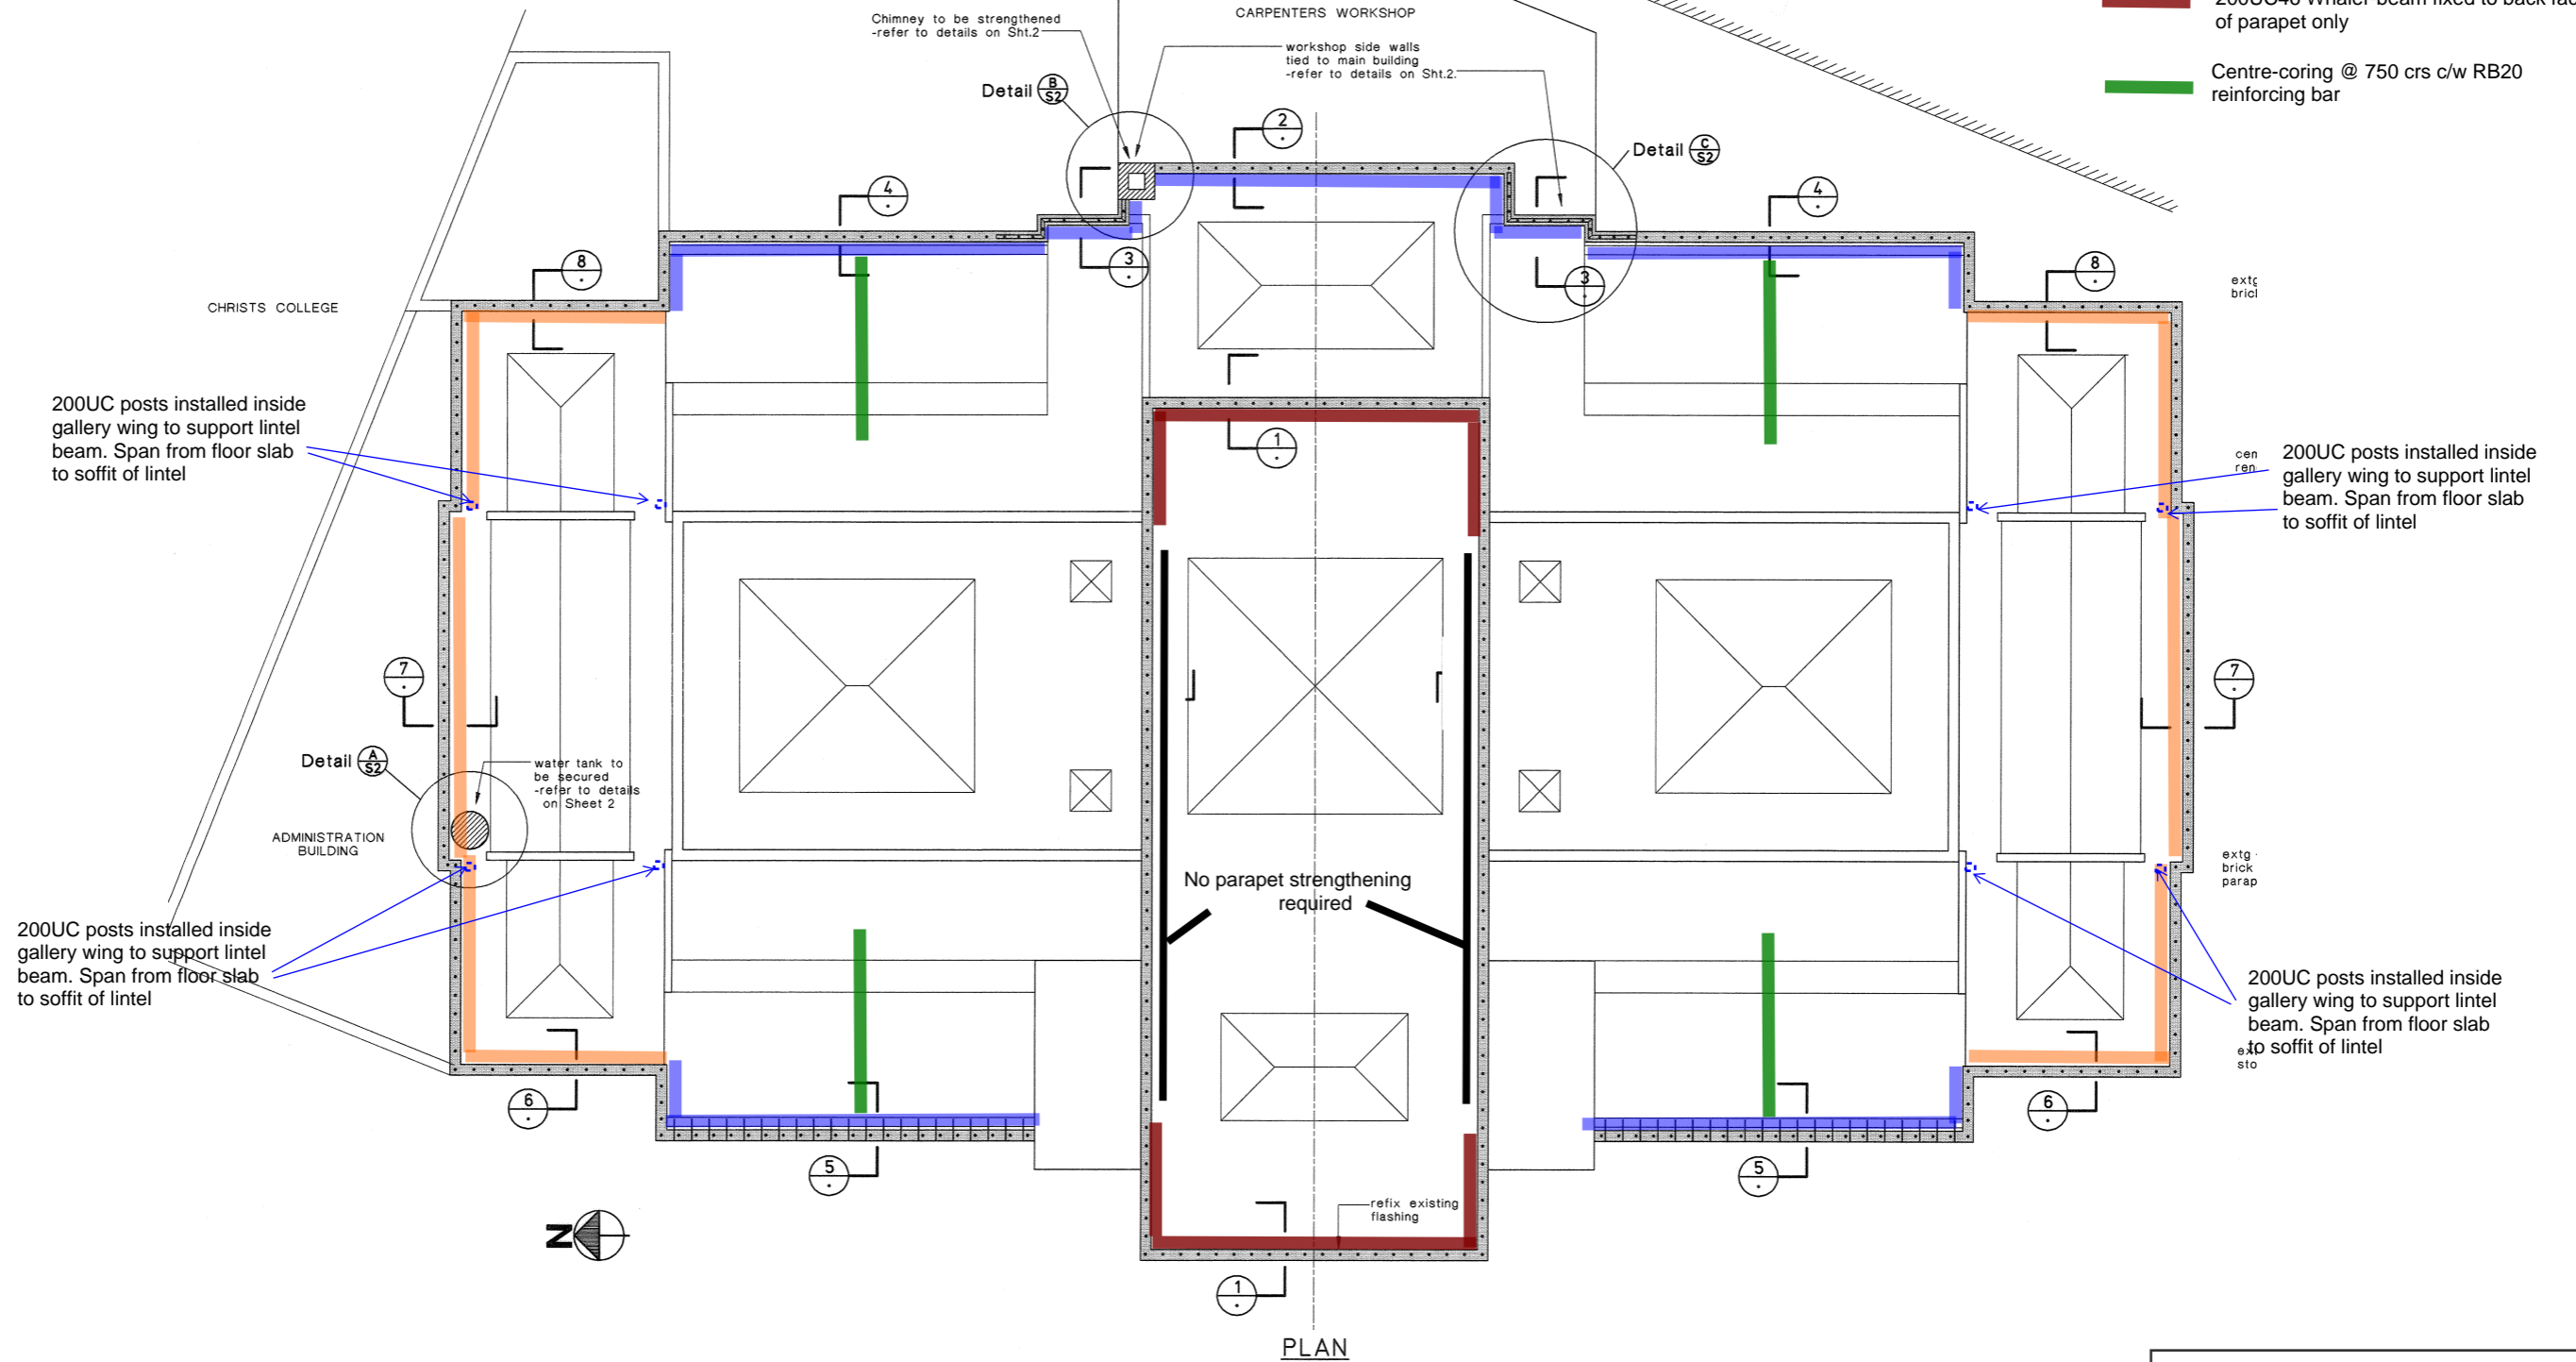 Chimney to be strengthened
-refer to details on Sht.2
CARPENTERS WORKSHOP
workshop side walls
tied to main building
-refer to details on Sht.2.
of parapet only
Centre-coring @ 750 crs c/w RB20
reinforcing bar
Detail B
S2
Detail C
S2
2
4
4
3
3
8
8
CHRISTS COLLEGE
extg
200UC posts installed inside
gallery wing to support lintel
beam. Span from floor slab
to soffit of lintel
1
200UC posts installed inside
gallery wing to support lintel
beam. Span from floor slab
to soffit of lintel
7
7
Detail A
S2
water tank to
be secured
-refer to details
on Sheet 2
ADMINISTRATION
BUILDING
No parapet strengthening
required
extg
brick
200UC posts installed inside
gallery wing to support lintel
beam. Span from floor slab
to soffit of lintel
200UC posts installed inside
gallery wing to support lintel
beam. Span from floor slab
to soffit of lintel
6
6
5
5
refix existing
flashing
N
1
PLAN